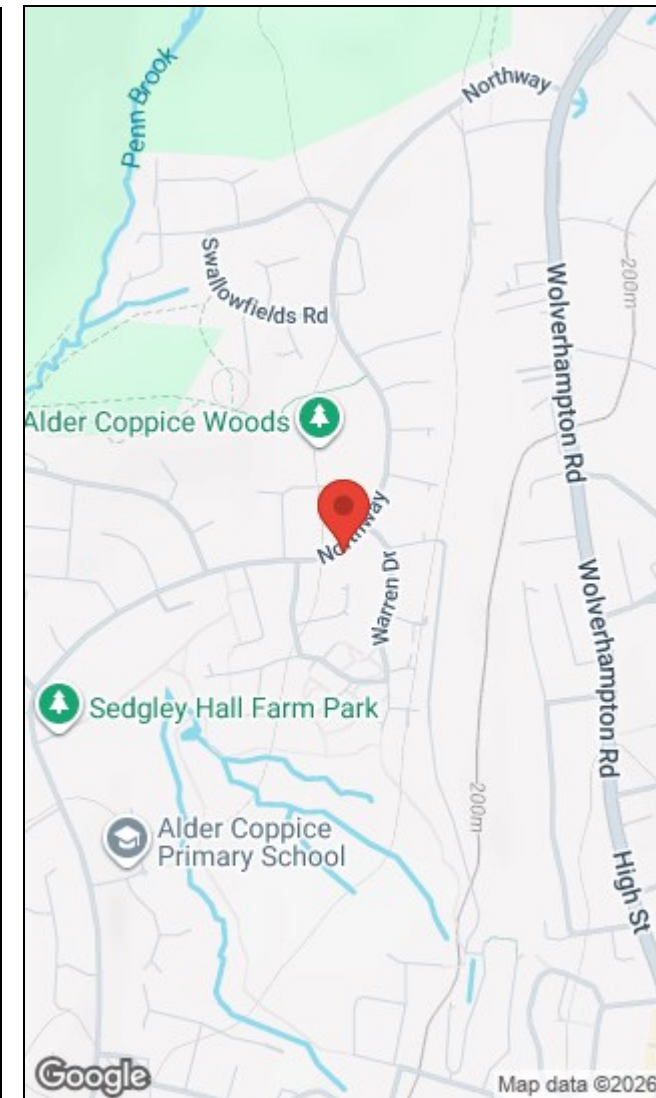 Penn Brook
Northway
Swallowfields Rd
Wolverhampton Rd
200m
Alder Coppice Woods
Northway
Warren Dr
Wolverhampton Rd
Sedgley Hall Farm Park
200m
Alder Coppice
Primary School
High St
Google
Map data ©2026